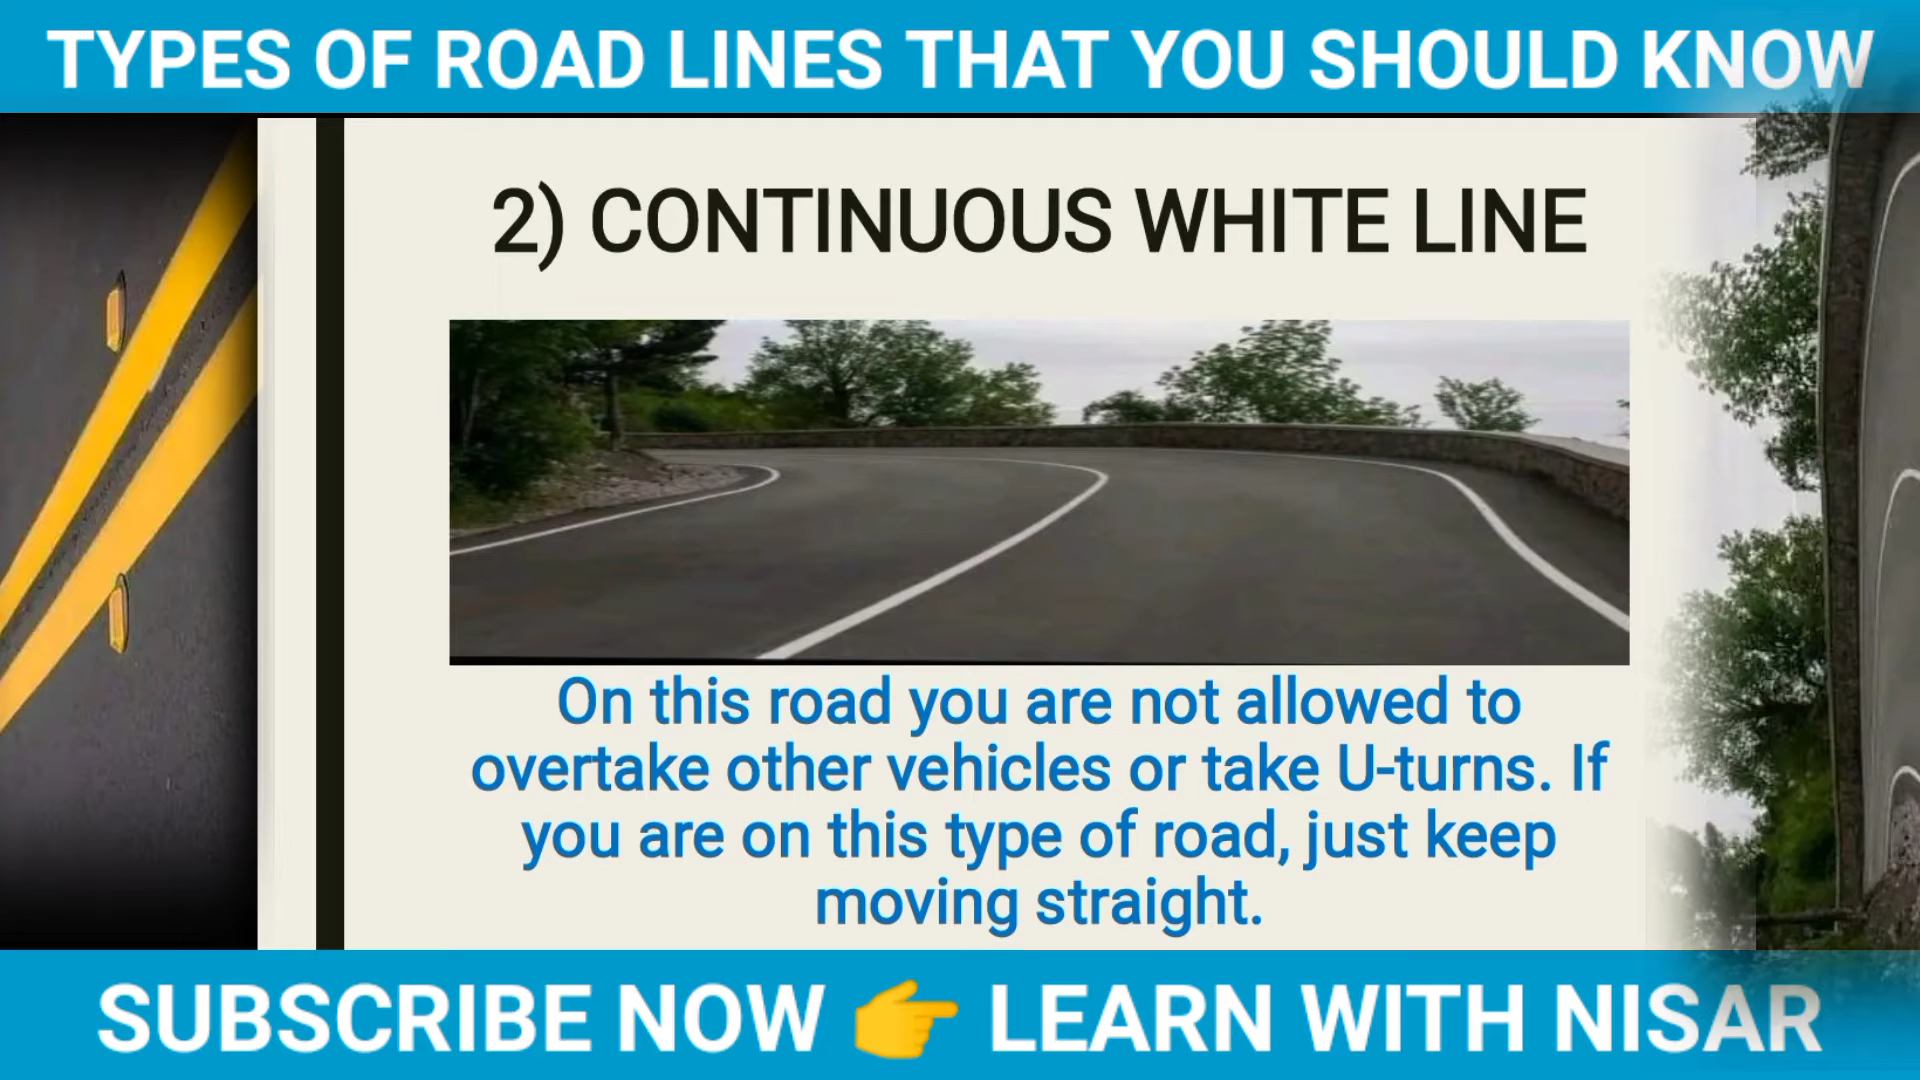 TYPES OF ROAD LINES THAT YOU SHOULD KNOW
2) CONTINUOUS WHITE LINE
On this road you are not allowed to
overtake other vehicles or take U-turns. If
you are on this type of road, just keep
moving straight.
SUBSCRIBE NOW 👉 LEARN WITH NISAR